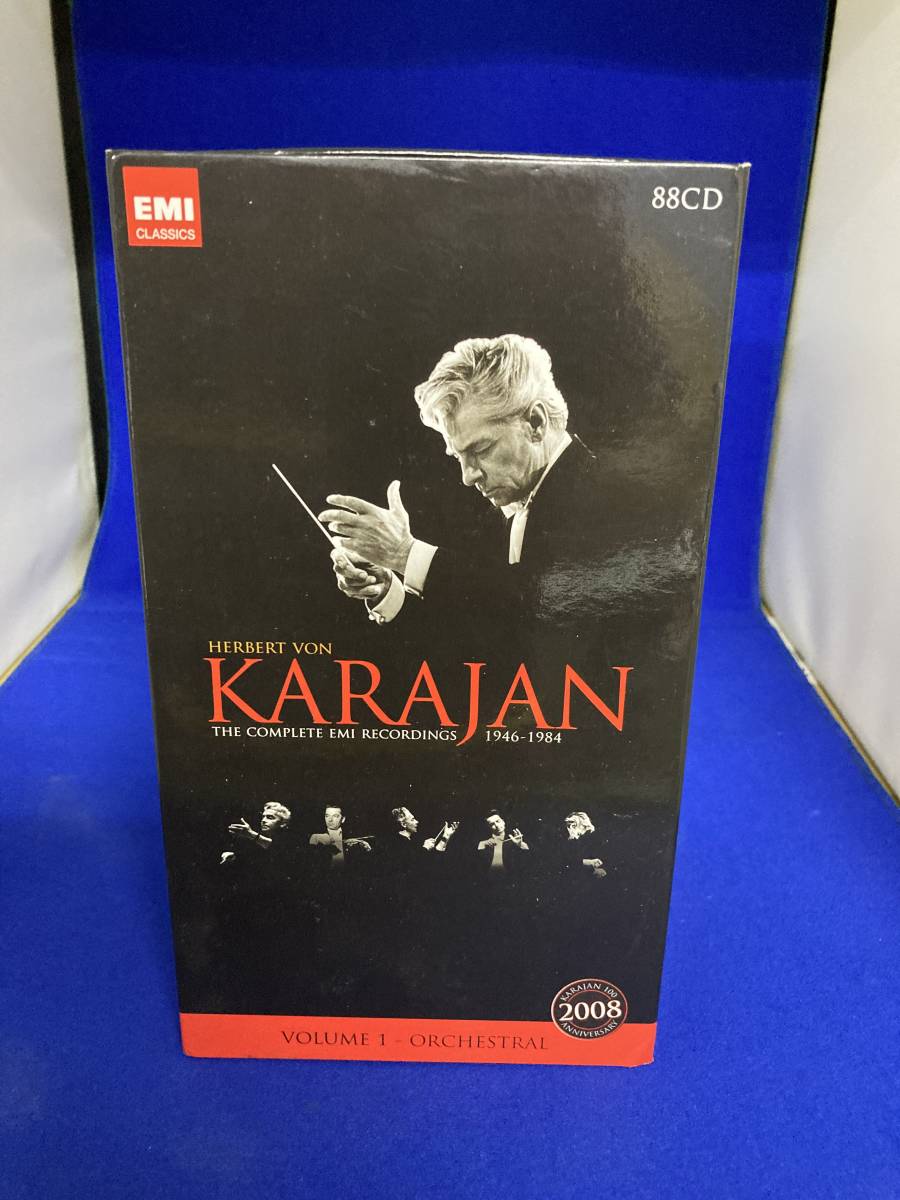 EMI
CLASSICS
88CD
HERBERT VON
KARAJAN
THE COMPLETE EMI RECORDINGS 1946-1984
KARAJAN 100
2008
ANNIVERSARY
VOLUME 1 - ORCHESTRAL